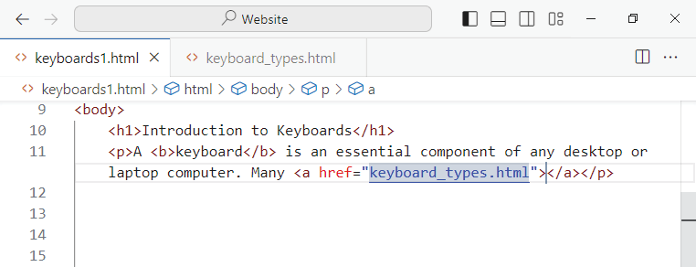 Website
keyboards1.html
keyboard_types.html
keyboards1.html > html > body > p > a
9 <body>
10 <h1>Introduction to Keyboards</h1>
11 <p>A <b>keyboard</b> is an essential component of any desktop or
laptop computer. Many <a href="keyboard_types.html"></a></p>
12
13
14
15